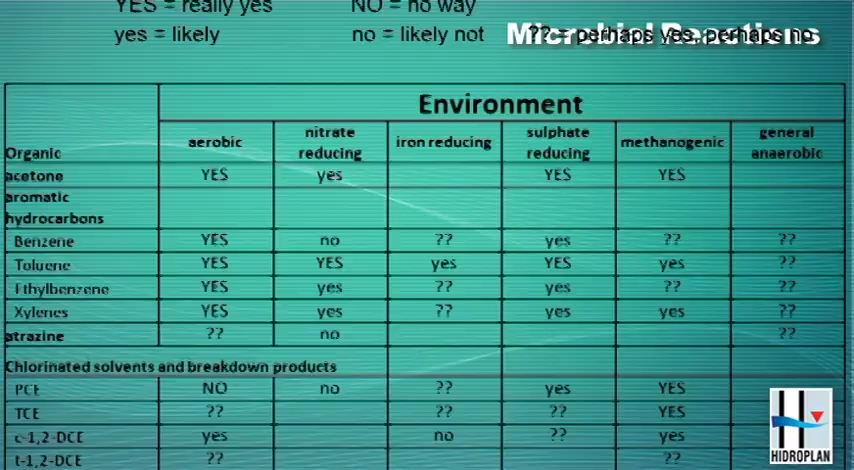 YES = really yes NO = no way
yes = likely no = likely not ?? = perhaps yes, perhaps no
Microbial Reactions
Environment
Organic aerobic nitrate reducing iron reducing sulphate reducing methanogenic general anaerobic
acetone YES yes YES YES
aromatic
hydrocarbons
Benzene YES no ?? yes ?? ??
Toluene YES YES yes YES yes ??
Ethylbenzene YES yes ?? yes ?? ??
Xylenes YES yes ?? yes yes ??
atrazine ?? no ??
Chlorinated solvents and breakdown products
PCE NO no ?? yes YES
TCE ?? ?? ?? YES
c-1,2-DCE yes no ?? yes
t-1,2-DCE ?? ??
HIDROPLAN